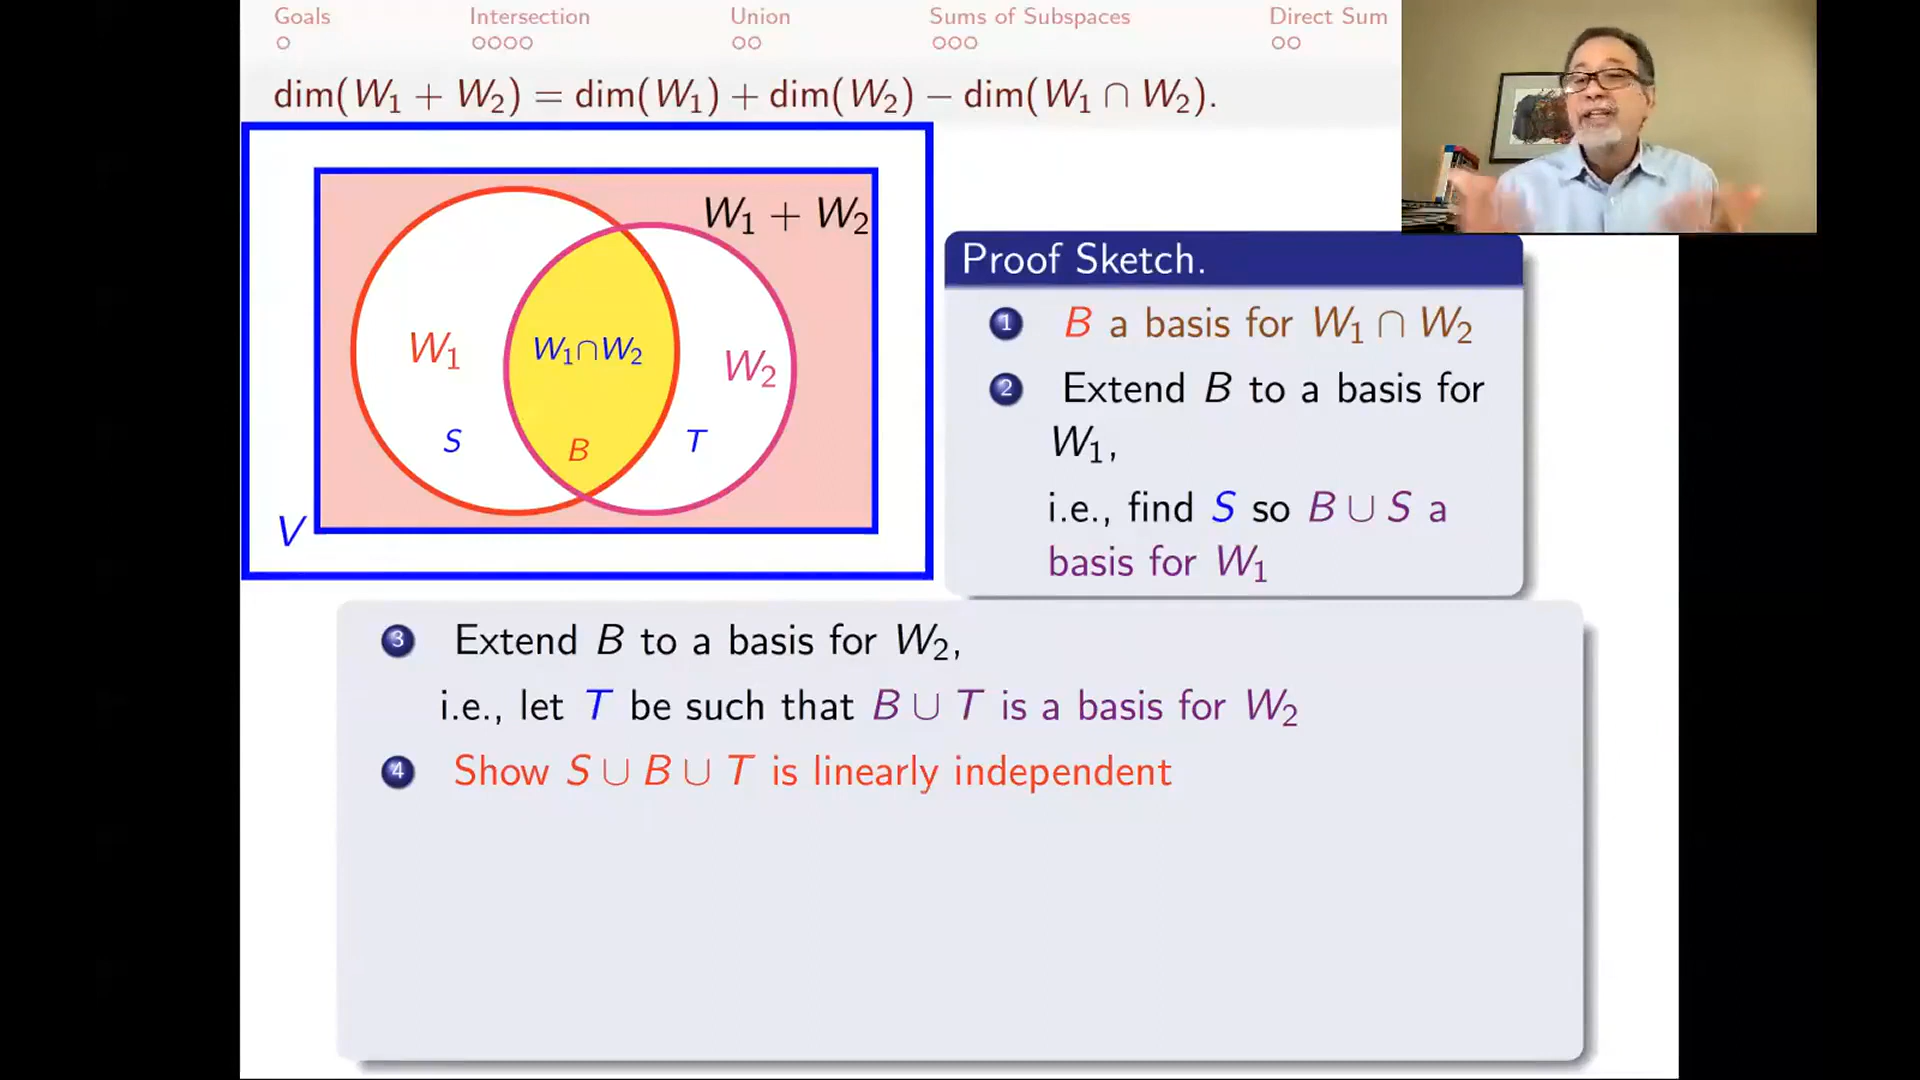 Goals Intersection Union Sums of Subspaces Direct Sum
dim(W₁ + W₂) = dim(W₁) + dim(W₂) − dim(W₁ ∩ W₂).
W₁ + W₂
W₁
W₁∩W₂
W₂
S
B
T
V
Proof Sketch.
1 B a basis for W₁ ∩ W₂
2 Extend B to a basis for
W₁,
i.e., find S so B ∪ S a
basis for W₁
3 Extend B to a basis for W₂,
i.e., let T be such that B ∪ T is a basis for W₂
4 Show S ∪ B ∪ T is linearly independent